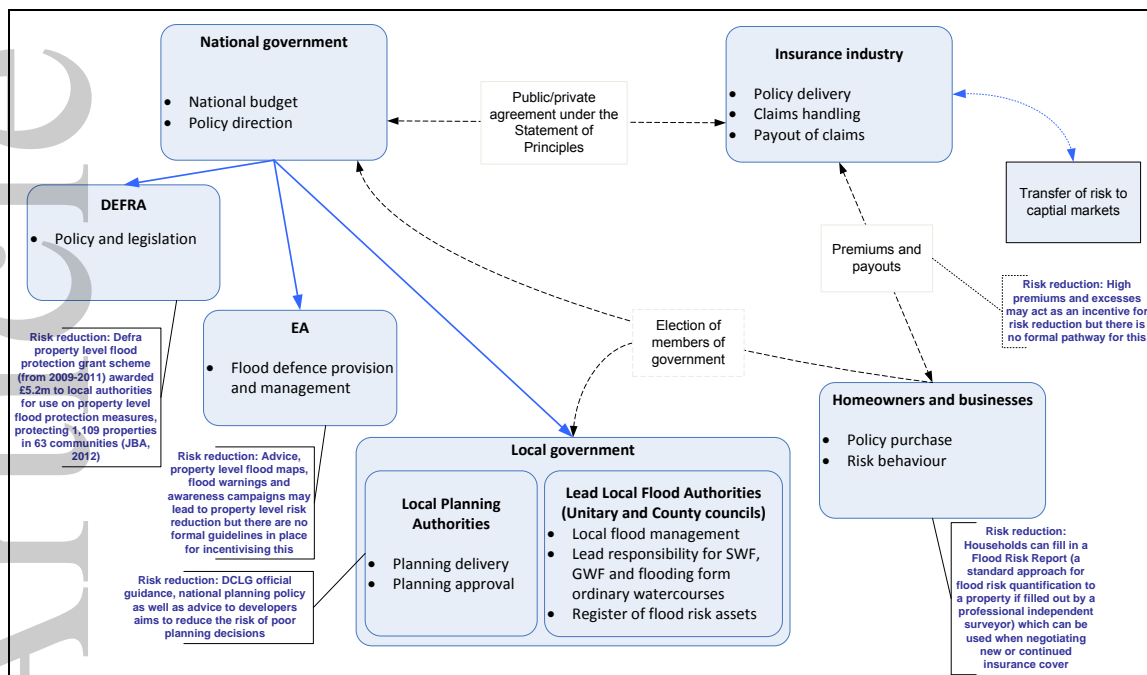 National government
• National budget
• Policy direction
Insurance industry
• Policy delivery
• Claims handling
• Payout of claims
Public/private
agreement under the
Statement of
Principles
Transfer of risk to
captial markets
DEFRA
• Policy and legislation
Premiums and
payouts
Risk reduction: High
premiums and excesses
may act as an incentive for
risk reduction but there is
no formal pathway for this
Risk reduction: Defra
property level flood
protection grant scheme
(from 2009-2011) awarded
£5.2m to local authorities
for use on property level
flood protection measures,
protecting 1,109 properties
in 63 communities (JBA,
2012)
EA
• Flood defence provision
and management
Election of
members of
government
Homeowners and businesses
• Policy purchase
• Risk behaviour
Risk reduction: Advice,
property level flood maps,
flood warnings and
awareness campaigns may
lead to property level risk
reduction but there are no
formal guidelines in place
for incentivising this
Local government
Local Planning
Authorities
• Planning delivery
• Planning approval
Lead Local Flood Authorities
(Unitary and County councils)
• Local flood management
• Lead responsibility for SWF,
GWF and flooding form
ordinary watercourses
• Register of flood risk assets
Risk reduction: DCLG official
guidance, national planning policy
as well as advice to developers
aims to reduce the risk of poor
planning decisions
Risk reduction:
Households can fill in a
Flood Risk Report (a
standard approach for
flood risk quantification to
a property if filled out by a
professional independent
surveyor) which can be
used when negotiating
new or continued
insurance cover